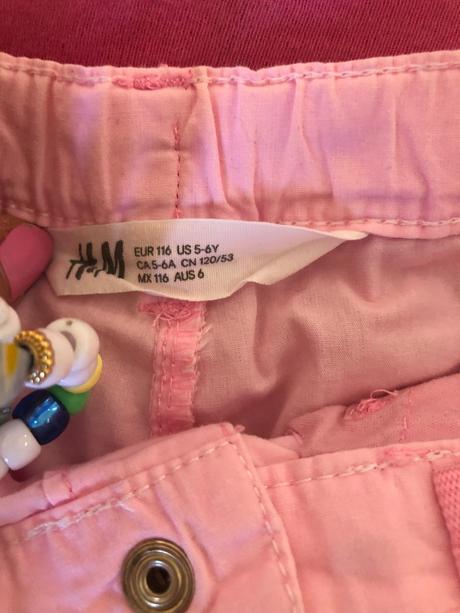 H&M
EUR 116 US 5-6Y
CA 5-6A CN 120/53
MX 116 AUS 6